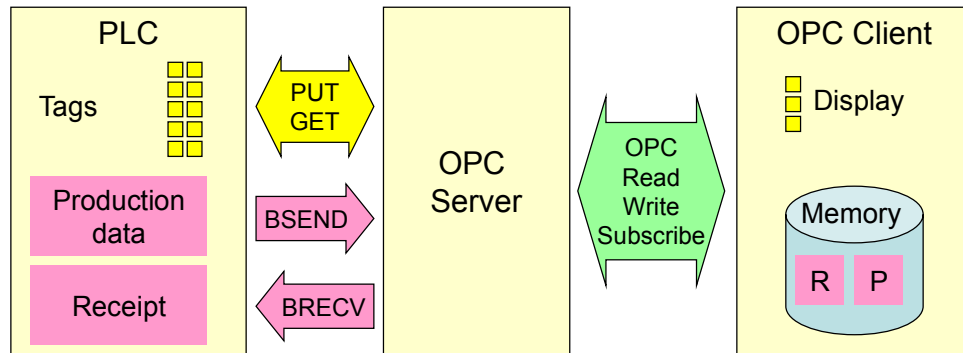 PLC
Tags
Production
data
Receipt
PUT
GET
BSEND
BRECV
OPC
Server
OPC
Read
Write
Subscribe
OPC Client
Display
Memory
R P